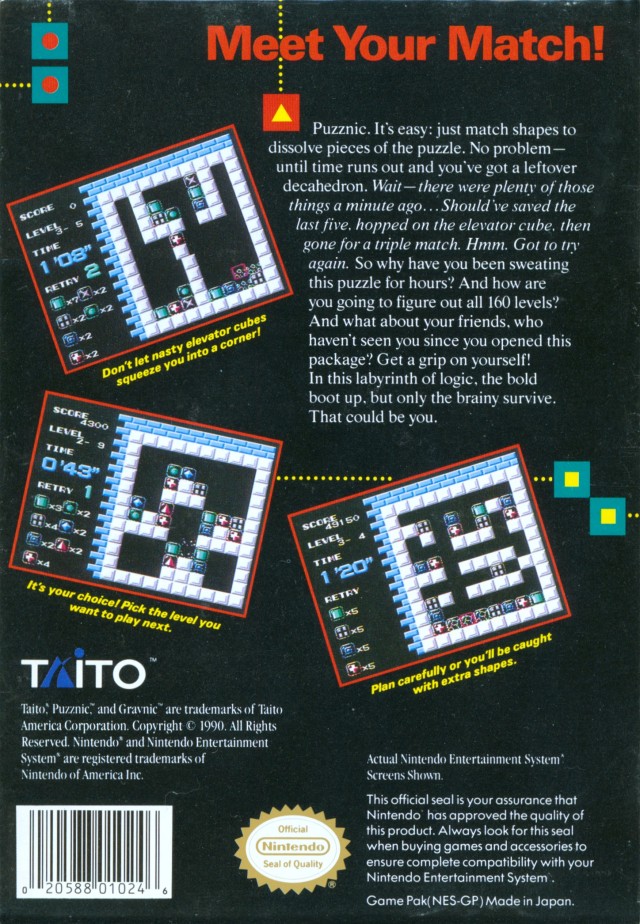 Meet Your Match!
Puzznic. It's easy: just match shapes to
dissolve pieces of the puzzle. No problem—
until time runs out and you've got a leftover
decahedron. Wait—there were plenty of those
things a minute ago...Should've saved the
last five, hopped on the elevator cube, then
gone for a triple match. Hmm. Got to try
again. So why have you been sweating
this puzzle for hours? And how are
you going to figure out all 160 levels?
And what about your friends, who
haven't seen you since you opened this
package? Get a grip on yourself!
In this labyrinth of logic, the bold
boot up, but only the brainy survive.
That could be you.
SCORE 0
LEVEL 3- 5
TIME
1'08"
RETRY 2
x7 x2
x2 x2
x2
x2
Don't let nasty elevator cubes
squeeze you into a corner!
SCORE
4300
LEVEL
2- 9
TIME
0'43"
RETRY 1
x3 x2
x4 x2
x2 x2
x4
It's your choice! Pick the level you
want to play next.
SCORE
43150
LEVEL
3- 4
TIME
1'20"
RETRY
x5
x5
x5
x5
Plan carefully or you'll be caught
with extra shapes.
TAITO™
Taito®, Puzznic,™ and Gravnic™ are trademarks of Taito
America Corporation. Copyright © 1990. All Rights
Reserved. Nintendo® and Nintendo Entertainment
System® are registered trademarks of
Nintendo of America Inc.
Actual Nintendo Entertainment System®
Screens Shown.
This official seal is your assurance that
Nintendo has approved the quality of
this product. Always look for this seal
when buying games and accessories to
ensure complete compatibility with your
Nintendo Entertainment System.
Game Pak(NES-GP) Made in Japan.
Official
Nintendo
Seal of Quality
®
0 20588 01024 6